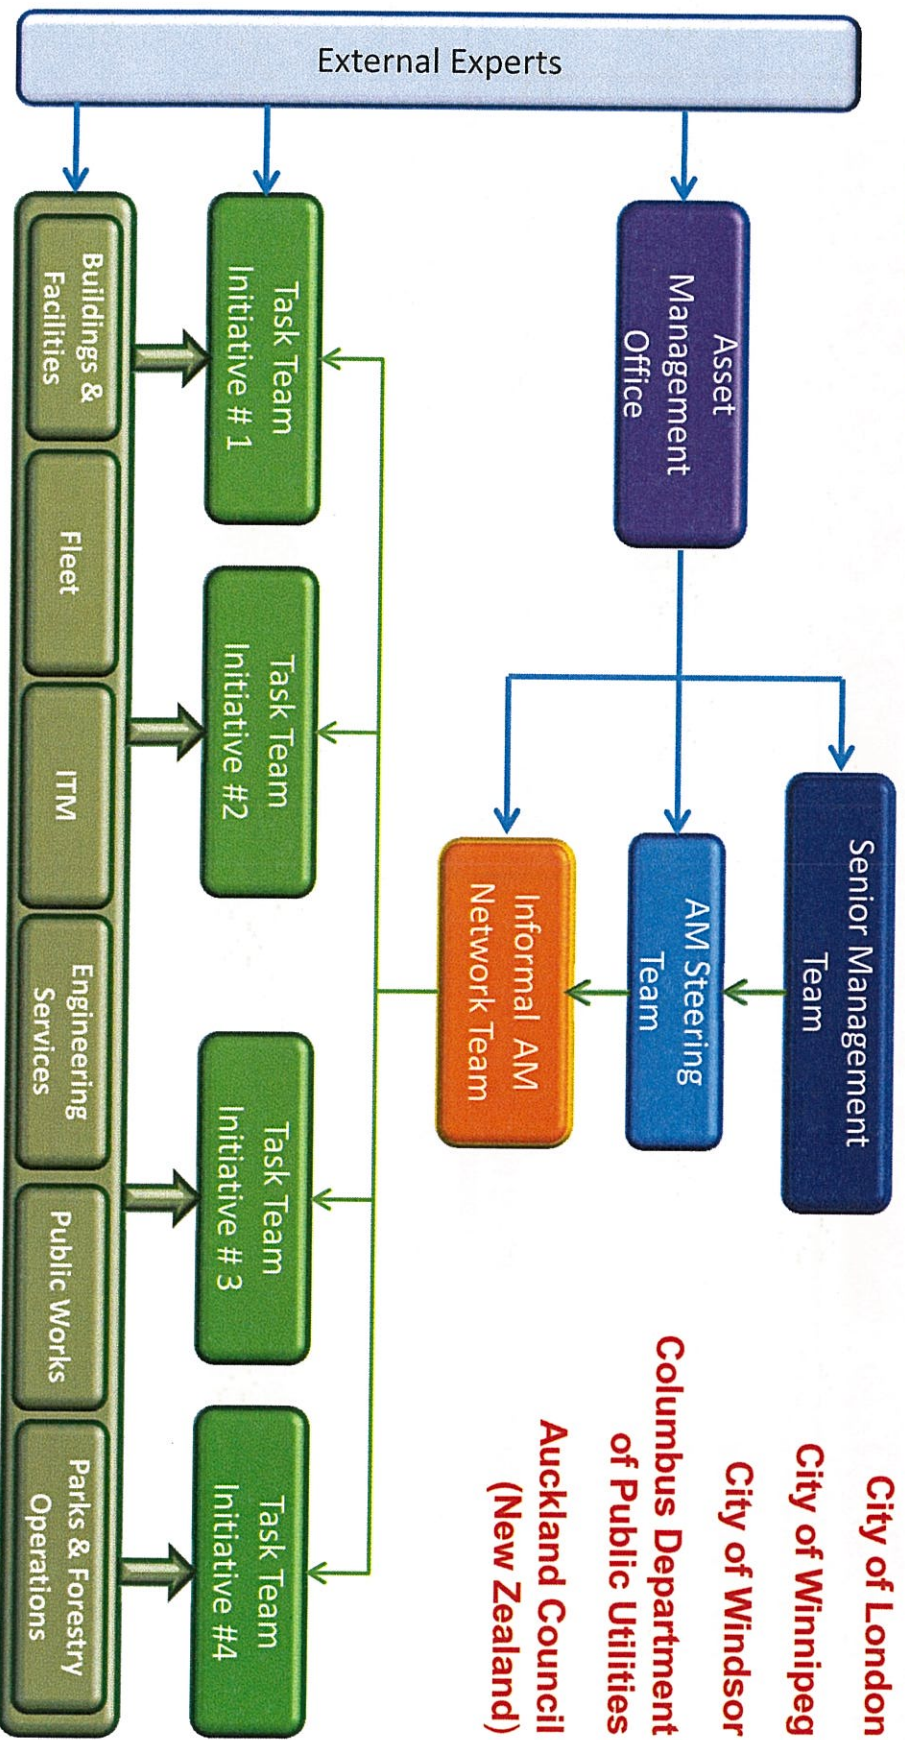 External Experts
Senior Management
Team
AM Steering
Team
Informal AM
Network Team
Asset
Management
Office
City of London
City of Winnipeg
City of Windsor
Columbus Department
of Public Utilities
Auckland Council
(New Zealand)
Task Team
Initiative # 1
Task Team
Initiative #2
Task Team
Initiative # 3
Task Team
Initiative #4
Buildings &
Facilities
Fleet
ITM
Engineering
Services
Public Works
Parks & Forestry
Operations